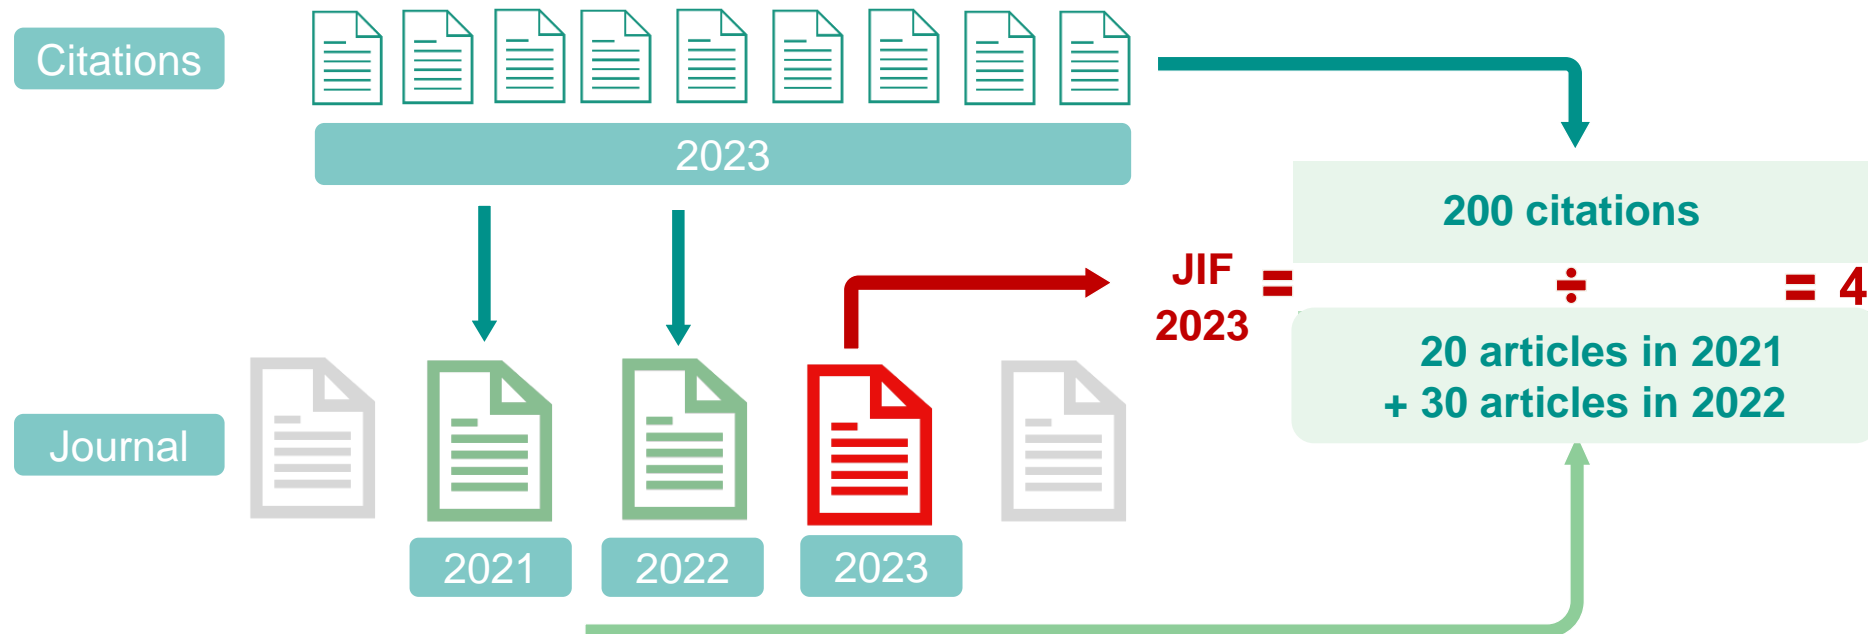 Citations
2023
200 citations
JIF
2023
=
÷
= 4
20 articles in 2021
+ 30 articles in 2022
Journal
2021
2022
2023